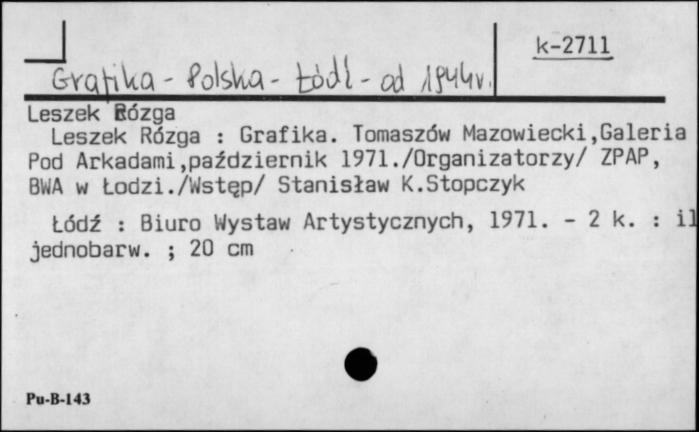 k-2711
Grafika - Polska - Łódź - od 1944r.
Leszek Rózga
Leszek Rózga : Grafika. Tomaszów Mazowiecki,Galeria
Pod Arkadami,październik 1971./Organizatorzy/ ZPAP,
BWA w Łodzi./Wstęp/ Stanisław K.Stopczyk
Łódź : Biuro Wystaw Artystycznych, 1971. - 2 k. : il
jednobarw. ; 20 cm
Pu-B-143